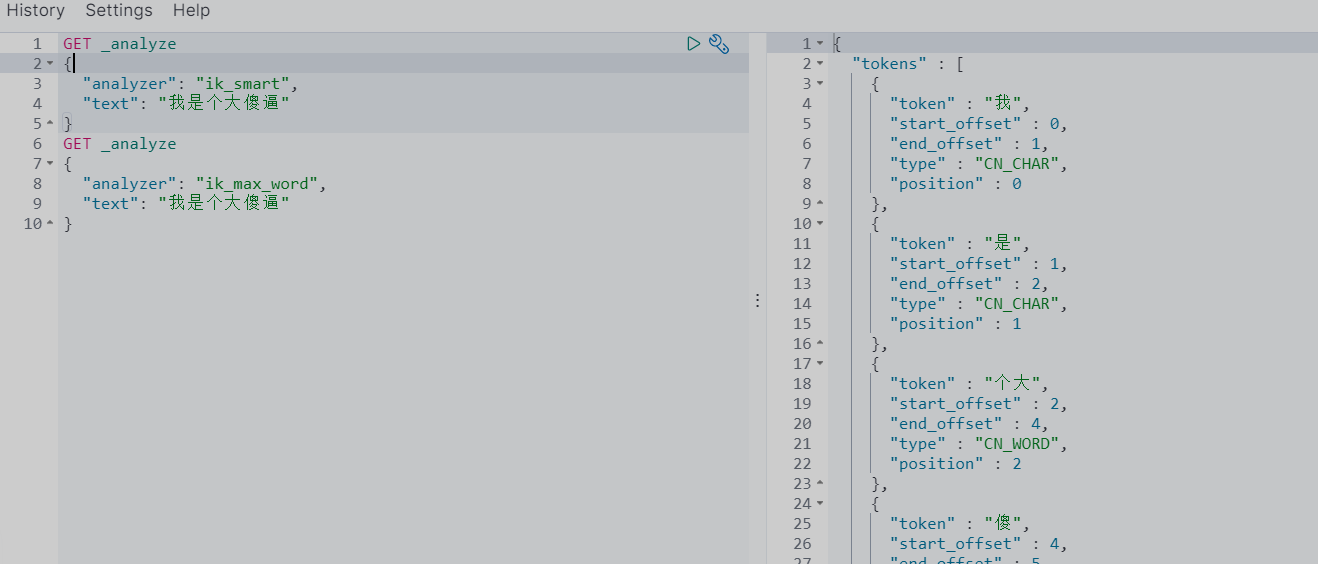 History Settings Help
1 GET _analyze
2 {
3 "analyzer": "ik_smart",
4 "text": "我是个大傻逼"
5 }
6 GET _analyze
7 {
8 "analyzer": "ik_max_word",
9 "text": "我是个大傻逼"
10 }
1 {
2 "tokens" : [
3 {
4 "token" : "我",
5 "start_offset" : 0,
6 "end_offset" : 1,
7 "type" : "CN_CHAR",
8 "position" : 0
9 },
10 {
11 "token" : "是",
12 "start_offset" : 1,
13 "end_offset" : 2,
14 "type" : "CN_CHAR",
15 "position" : 1
16 },
17 {
18 "token" : "个大",
19 "start_offset" : 2,
20 "end_offset" : 4,
21 "type" : "CN_WORD",
22 "position" : 2
23 },
24 {
25 "token" : "傻",
26 "start_offset" : 4,
27 "end_offset" : 5,